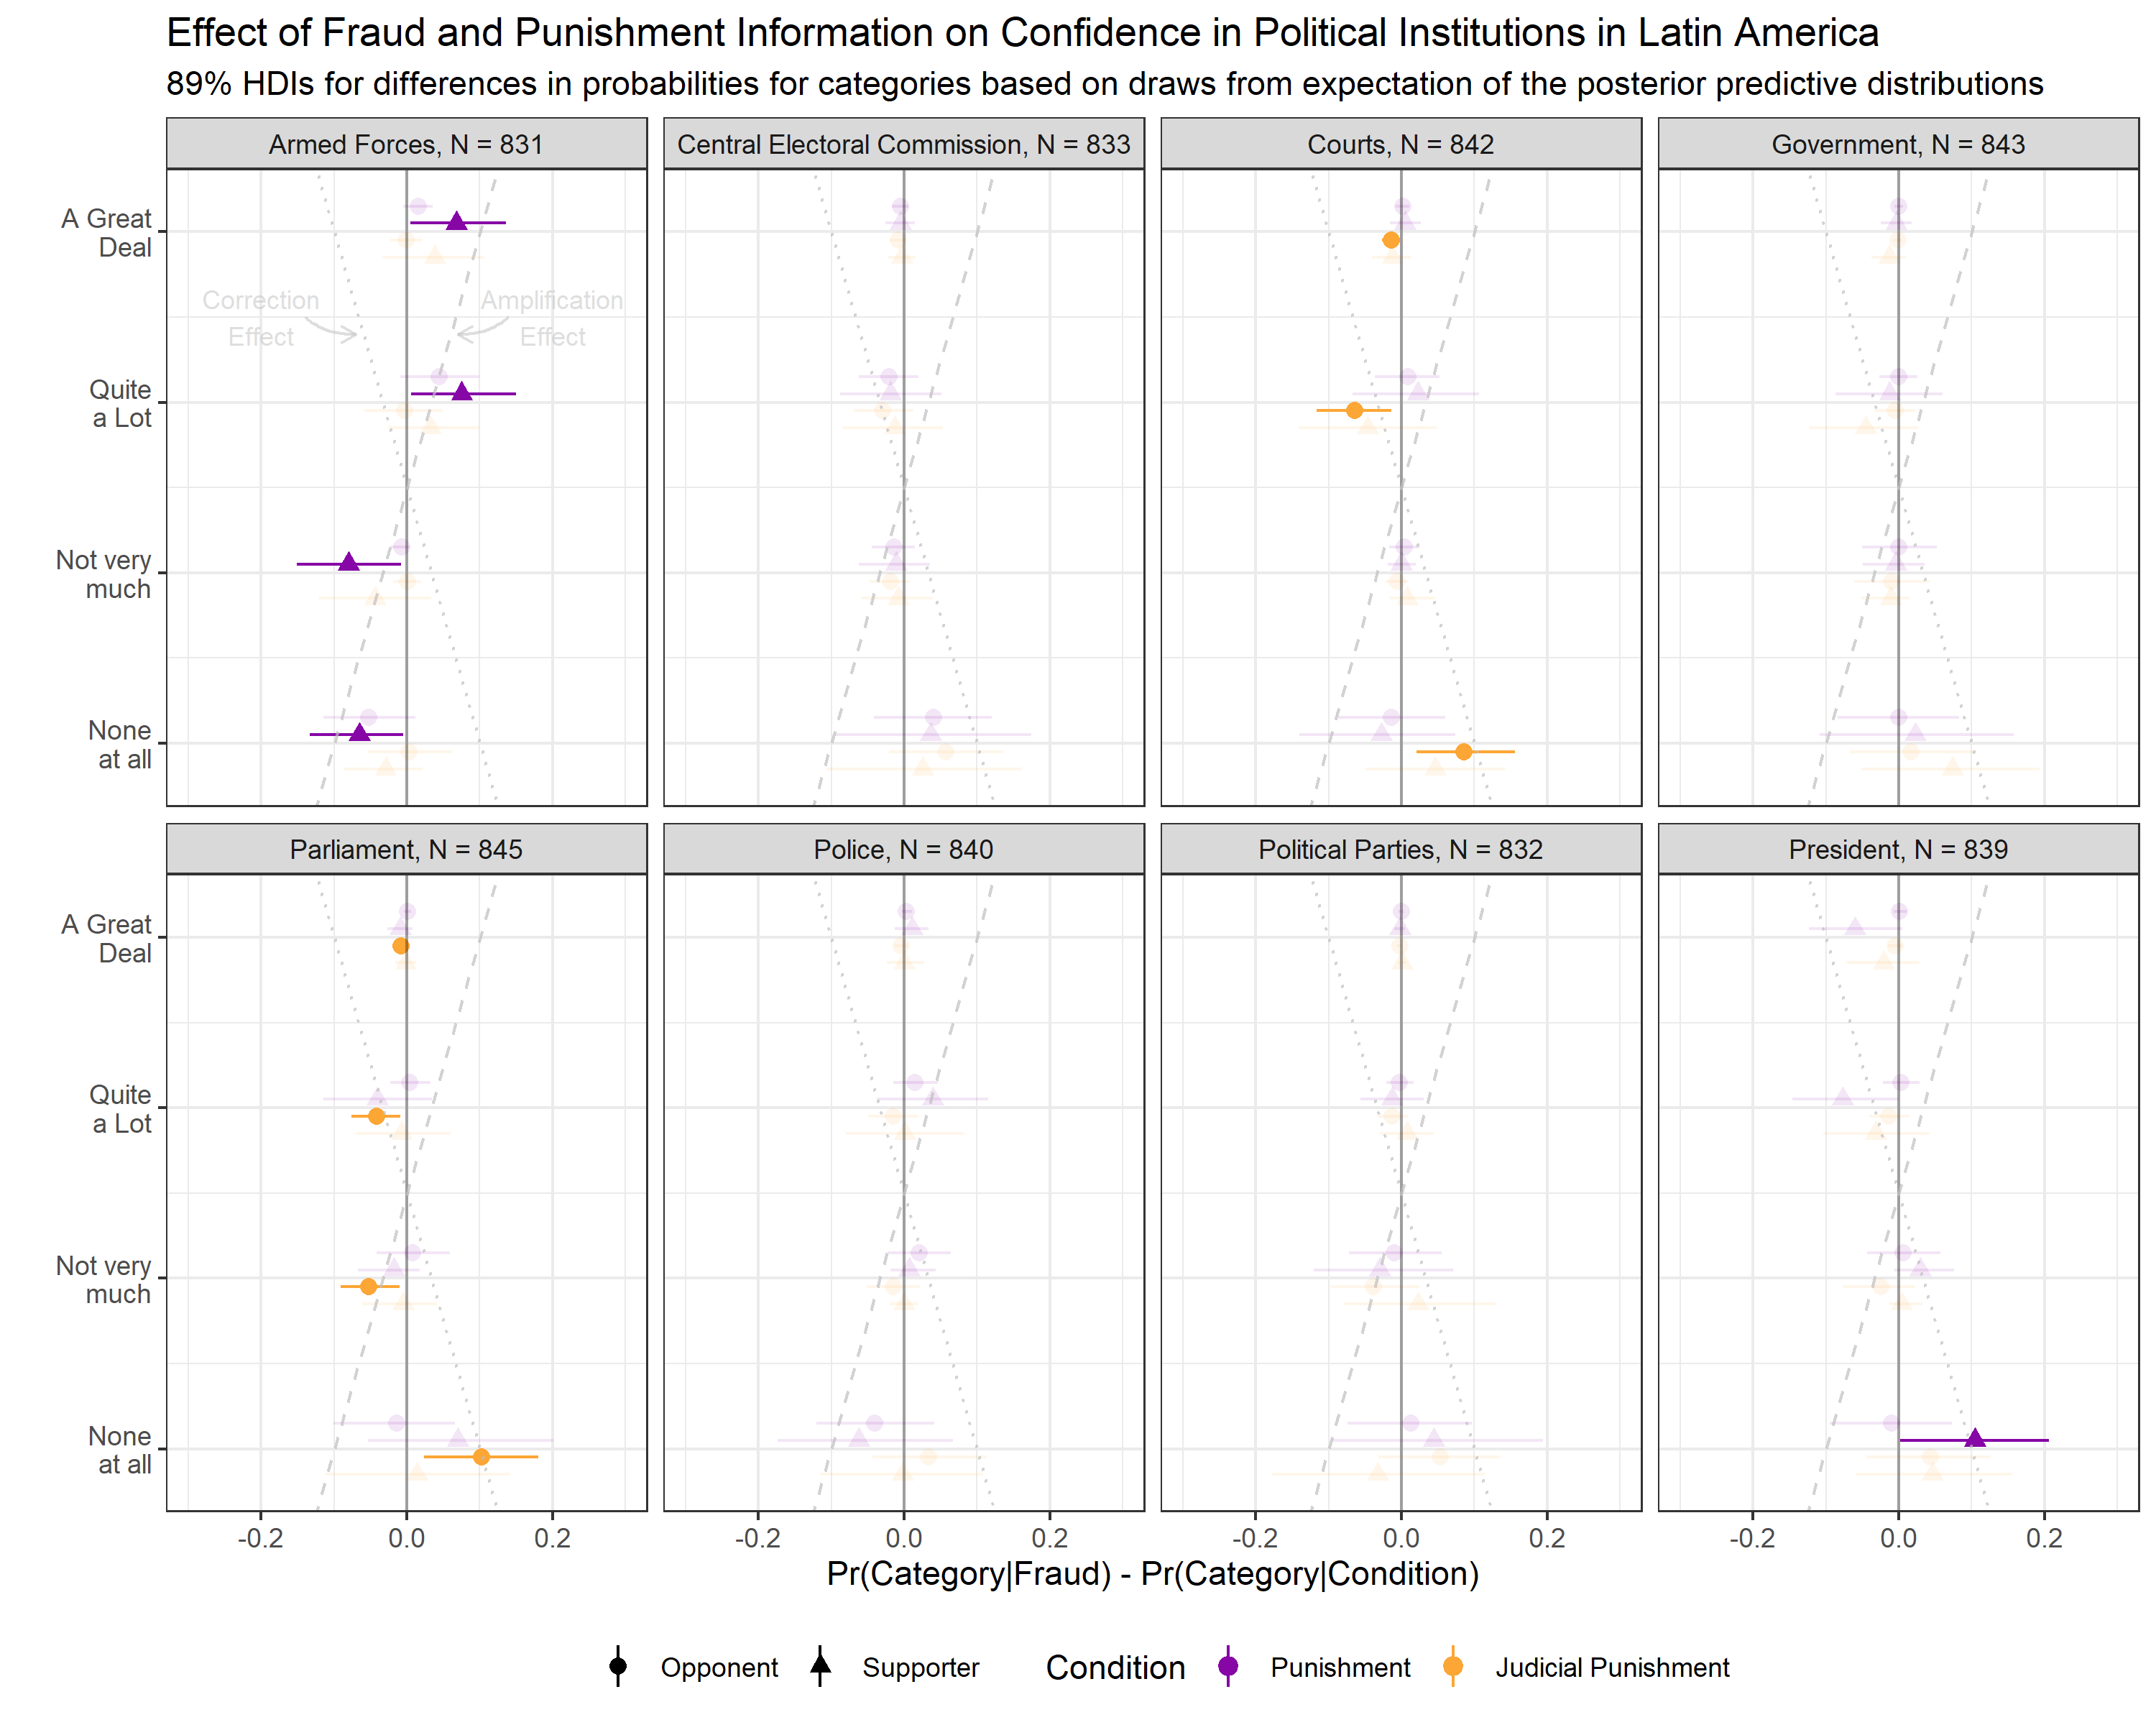 Effect of Fraud and Punishment Information on Confidence in Political Institutions in Latin America
89% HDIs for differences in probabilities for categories based on draws from expectation of the posterior predictive distributions
Armed Forces, N = 831
Central Electoral Commission, N = 833
Courts, N = 842
Government, N = 843
A Great
Deal
Quite
a Lot
Not very
much
None
at all
Correction
Effect
Amplification
Effect
Parliament, N = 845
Police, N = 840
Political Parties, N = 832
President, N = 839
A Great
Deal
Quite
a Lot
Not very
much
None
at all
-0.2 0.0 0.2
-0.2 0.0 0.2
-0.2 0.0 0.2
-0.2 0.0 0.2
Pr(Category|Fraud) - Pr(Category|Condition)
Opponent Supporter Condition Punishment Judicial Punishment